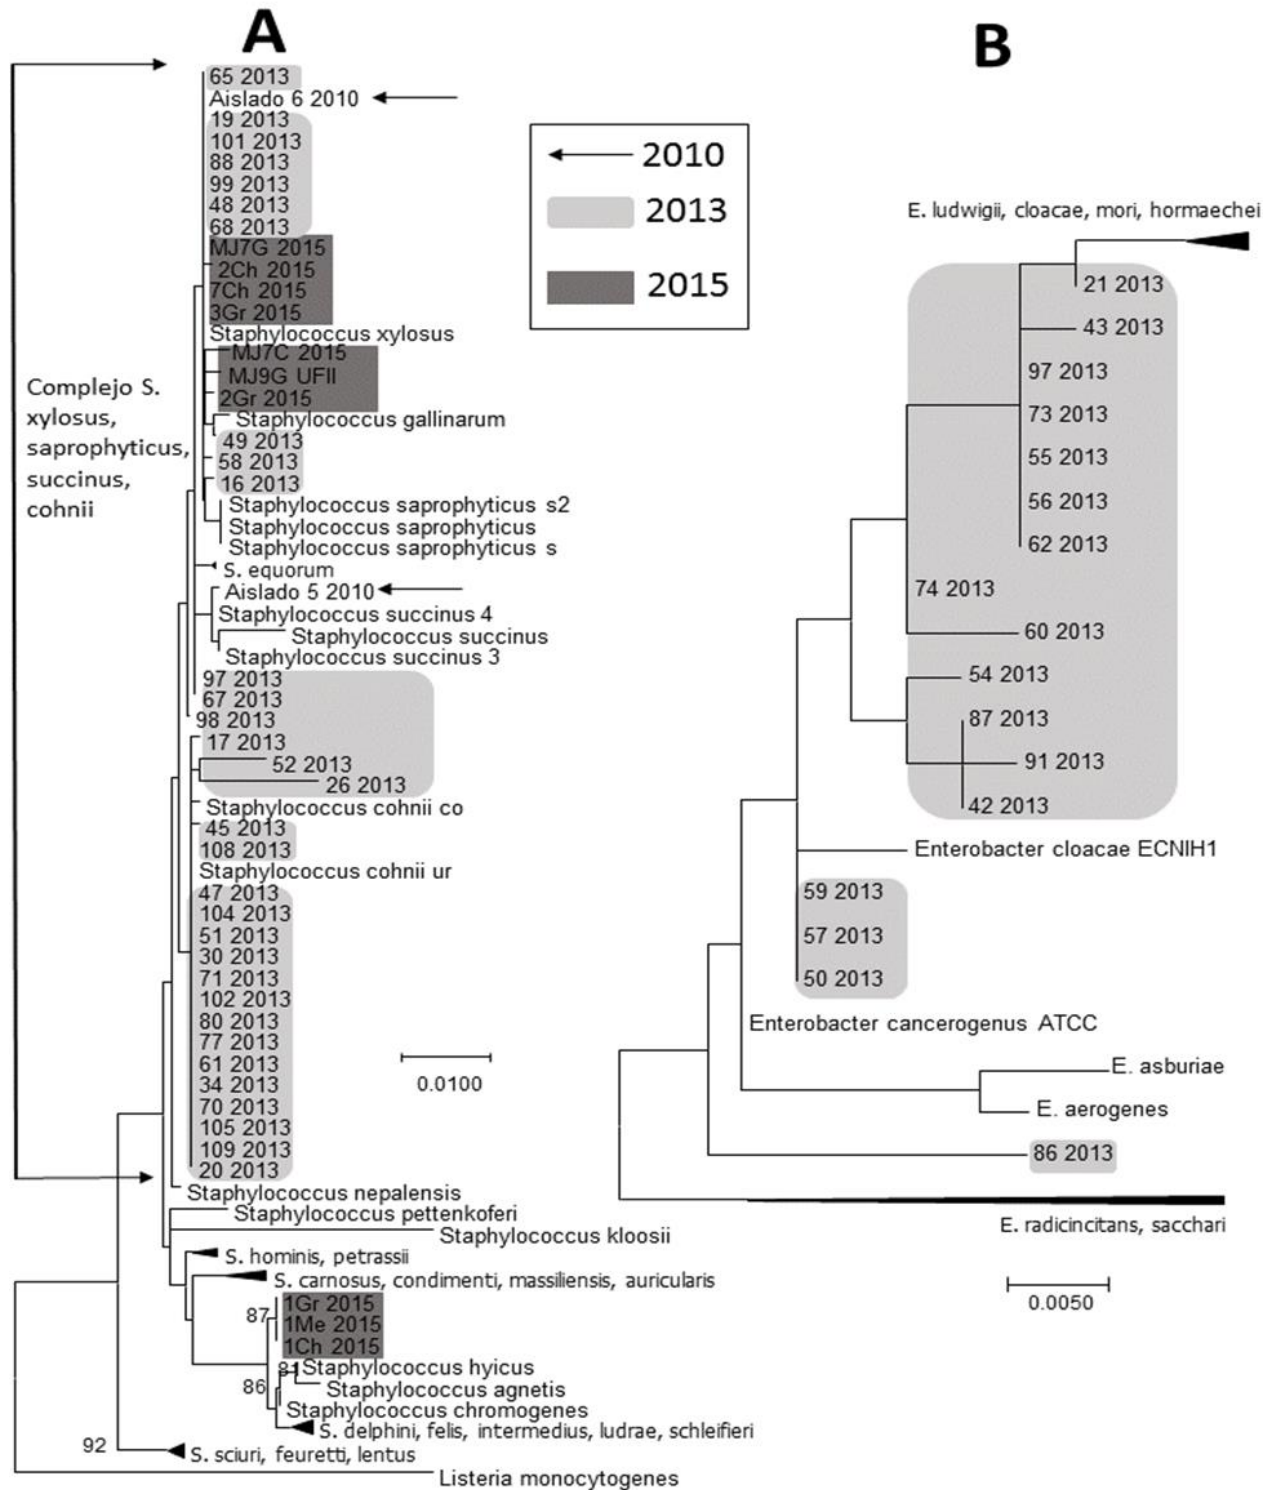 A
65 2013
Aislado 6 2010
19 2013
101 2013
88 2013
99 2013
48 2013
68 2013
MJ7G 2015
2Ch 2015
7Ch 2015
3Gr 2015
Staphylococcus xylosus
MJ7C 2015
MJ9G UFII
2Gr 2015
Staphylococcus gallinarum
49 2013
58 2013
16 2013
Staphylococcus saprophyticus s2
Staphylococcus saprophyticus
Staphylococcus saprophyticus s
S. equorum
Aislado 5 2010
Staphylococcus succinus 4
Staphylococcus succinus
Staphylococcus succinus 3
97 2013
67 2013
98 2013
17 2013
52 2013
26 2013
Staphylococcus cohnii co
45 2013
108 2013
Staphylococcus cohnii ur
47 2013
104 2013
51 2013
30 2013
71 2013
102 2013
80 2013
77 2013
61 2013
34 2013
70 2013
105 2013
109 2013
20 2013
Staphylococcus nepalensis
Staphylococcus pettenkoferi
Staphylococcus kloosii
S. hominis, petrassii
S. carnosus, condimenti, massiliensis, auricularis
87
1Gr 2015
1Me 2015
1Ch 2015
81
Staphylococcus hyicus
86
Staphylococcus agnetis
Staphylococcus chromogenes
S. delphini, felis, intermedius, ludrae, schleifieri
92
S. sciuri, feuretti, lentus
Listeria monocytogenes
Complejo S.
xylosus,
saprophyticus,
succinus,
cohnii
0.0100
2010
2013
2015
B
E. ludwigii, cloacae, mori, hormaechei
21 2013
43 2013
97 2013
73 2013
55 2013
56 2013
62 2013
74 2013
60 2013
54 2013
87 2013
91 2013
42 2013
Enterobacter cloacae ECNIH1
59 2013
57 2013
50 2013
Enterobacter cancerogenus ATCC
E. asburiae
E. aerogenes
86 2013
E. radicincitans, sacchari
0.0050